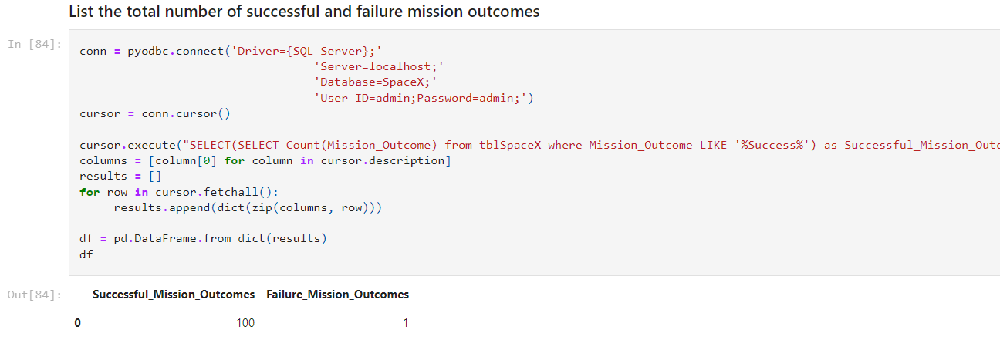 List the total number of successful and failure mission outcomes
In [84]:
conn = pyodbc.connect('Driver={SQL Server};'
'Server=localhost;'
'Database=SpaceX;'
'User ID=admin;Password=admin;')
cursor = conn.cursor()
cursor.execute("SELECT(SELECT Count(Mission_Outcome) from tblSpaceX where Mission_Outcome LIKE '%Success%') as Successful_Mission_Outc
columns = [column[0] for column in cursor.description]
results = []
for row in cursor.fetchall():
results.append(dict(zip(columns, row)))
df = pd.DataFrame.from_dict(results)
df
Out[84]:
Successful_Mission_Outcomes Failure_Mission_Outcomes
0 100 1